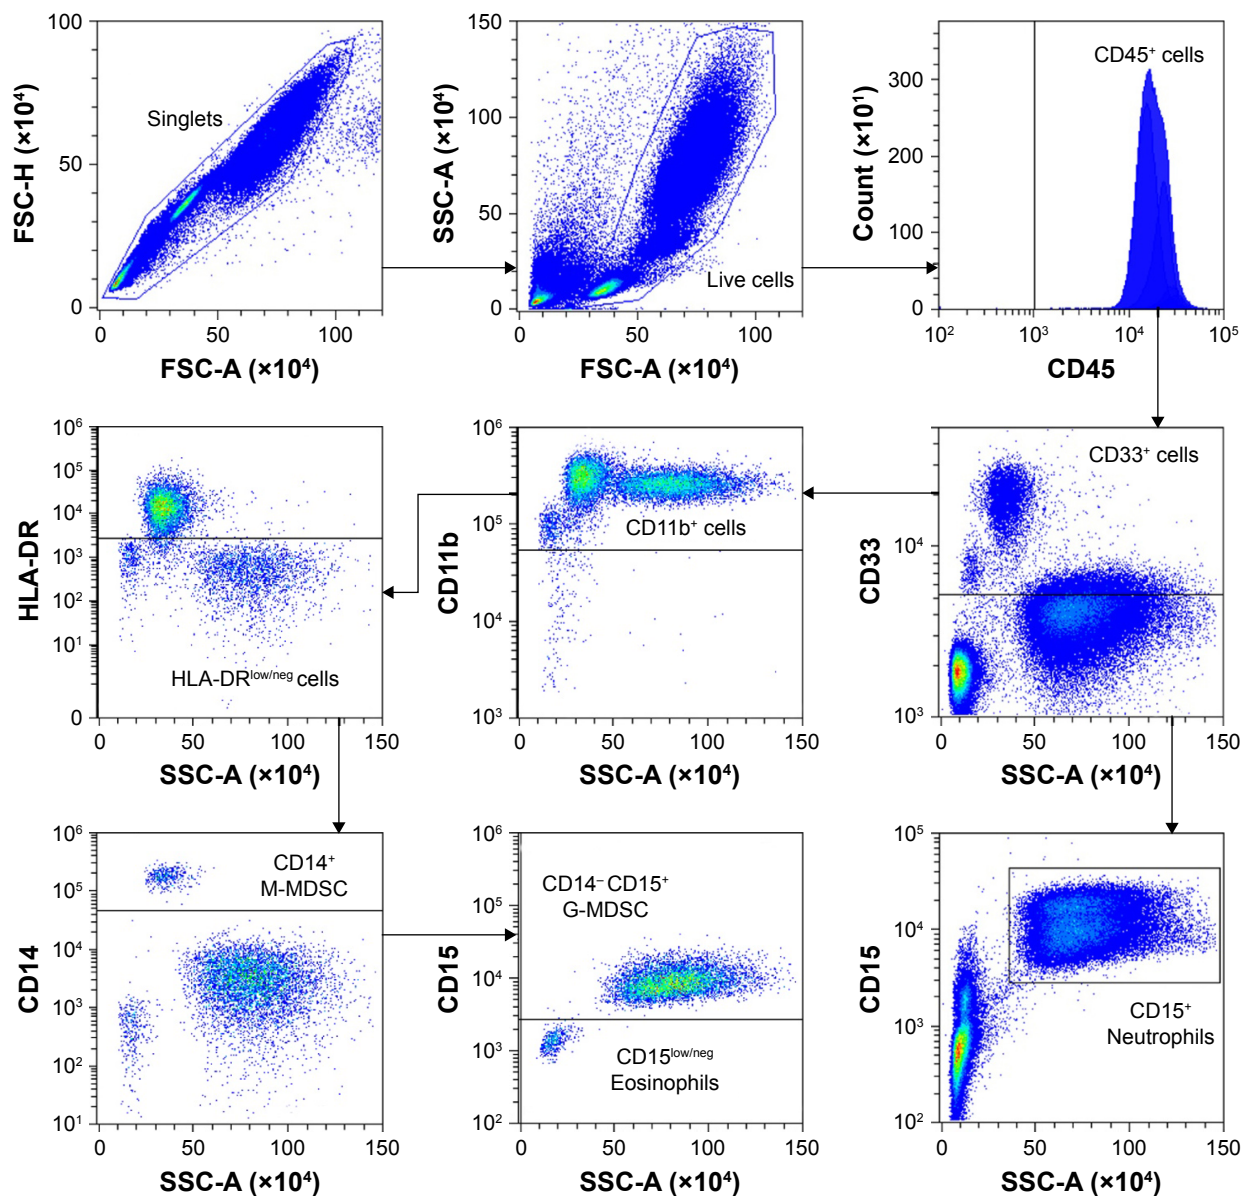 FSC-H (×10⁴)
100
50
0
Singlets
0 50 100
FSC-A (×10⁴)
SSC-A (×10⁴)
150
100
50
0
Live cells
0 50 100
FSC-A (×10⁴)
Count (×10¹)
300
200
100
0
CD45⁺ cells
10² 10³ 10⁴ 10⁵
CD45
HLA-DR
10⁶
10⁵
10⁴
10³
10²
10¹
0
HLA-DRˡᵒʷ/ⁿᵉᵍ cells
0 50 100 150
SSC-A (×10⁴)
CD11b
10⁶
10⁵
10⁴
10³
CD11b⁺ cells
0 50 100 150
SSC-A (×10⁴)
CD33
10⁴
10³
CD33⁺ cells
0 50 100 150
SSC-A (×10⁴)
CD14
10⁶
10⁵
10⁴
10³
10²
10¹
CD14⁺
M-MDSC
0 50 100 150
SSC-A (×10⁴)
CD15
10⁶
10⁵
10⁴
10³
10²
CD14⁻ CD15⁺
G-MDSC
CD15ˡᵒʷ/ⁿᵉᵍ
Eosinophils
0 50 100 150
SSC-A (×10⁴)
CD15
10⁵
10⁴
10³
10²
CD15⁺
Neutrophils
0 50 100 150
SSC-A (×10⁴)